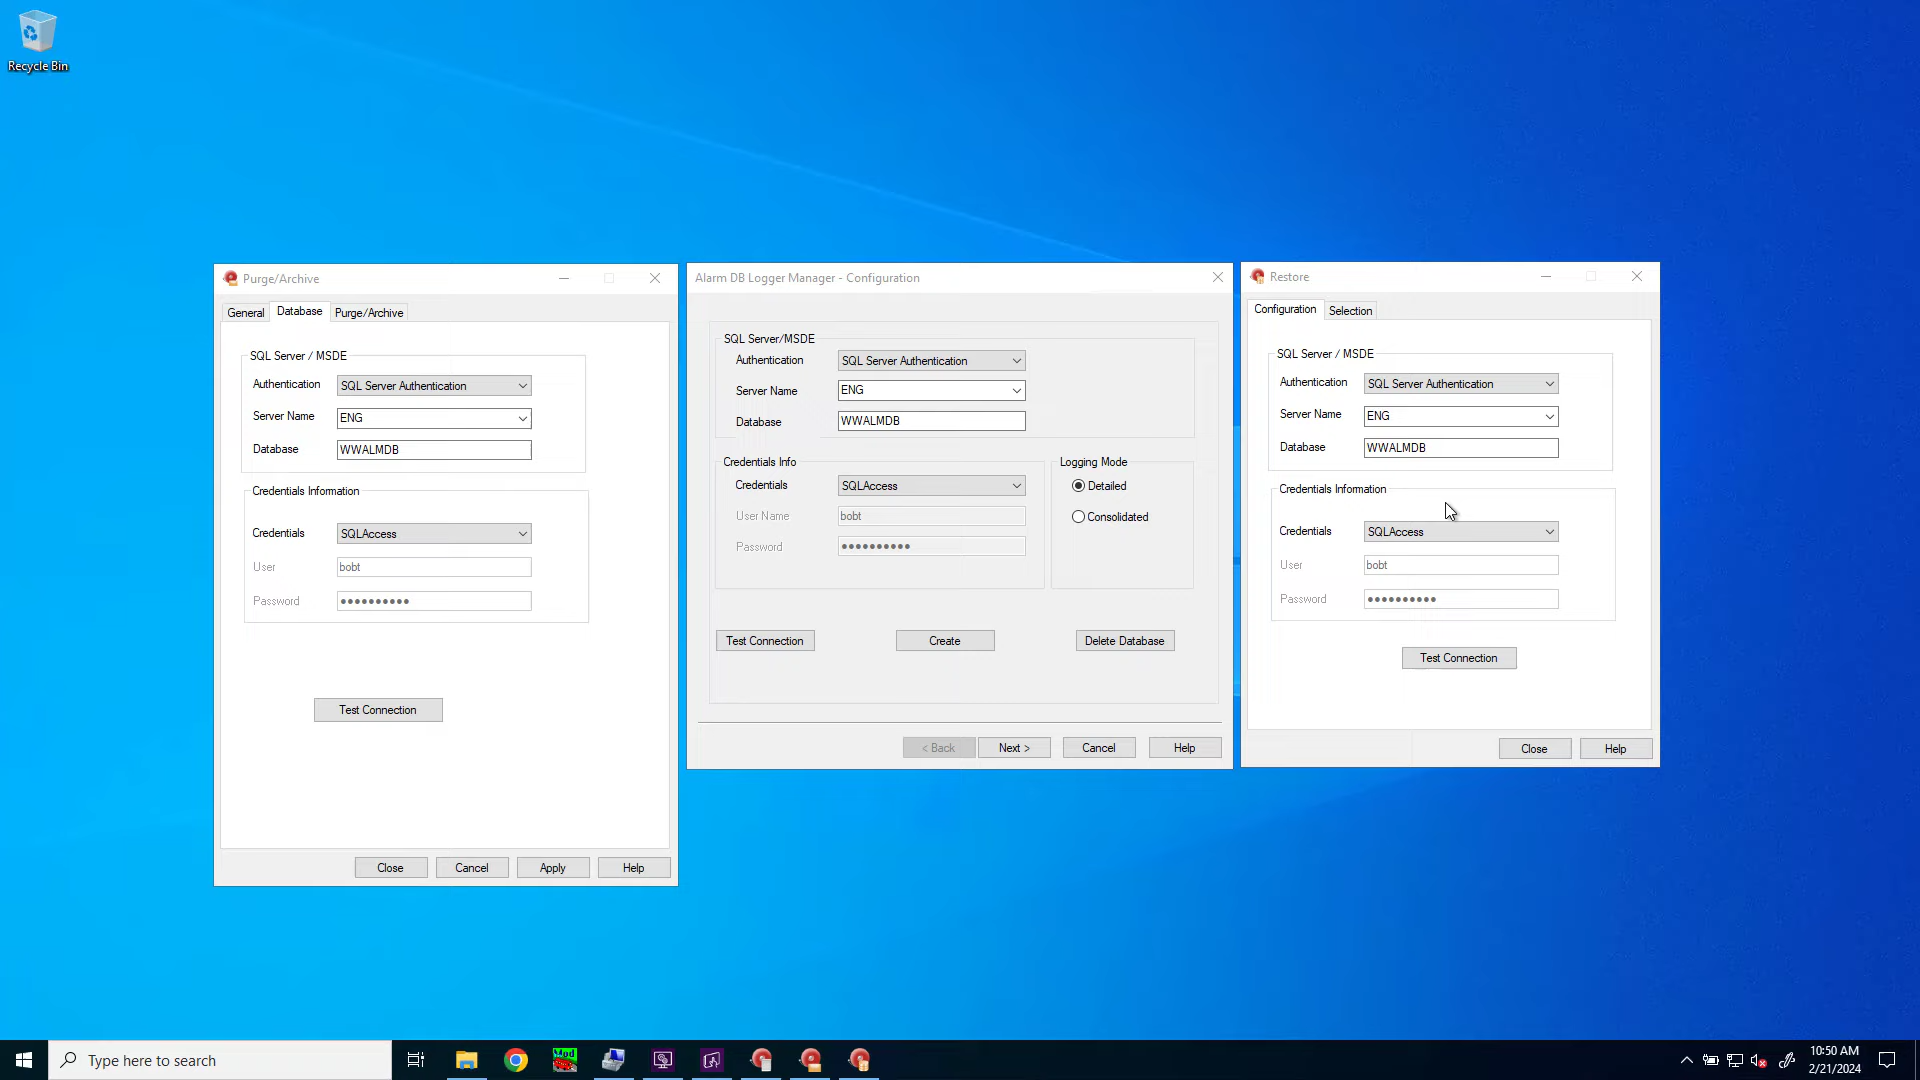 Recycle Bin
Purge/Archive
General Database Purge/Archive
SQL Server / MSDE
Authentication SQL Server Authentication
Server Name ENG
Database WWALMDB
Credentials Information
Credentials SQLAccess
User bobt
Password ●●●●●●●●●●
Test Connection
Close Cancel Apply Help
Alarm DB Logger Manager - Configuration
SQL Server/MSDE
Authentication SQL Server Authentication
Server Name ENG
Database WWALMDB
Credentials Info
Credentials SQLAccess
User Name bobt
Password ●●●●●●●●●●
Logging Mode
Detailed
Consolidated
Test Connection Create Delete Database
< Back Next > Cancel Help
Restore
Configuration Selection
SQL Server / MSDE
Authentication SQL Server Authentication
Server Name ENG
Database WWALMDB
Credentials Information
Credentials SQLAccess
User bobt
Password ●●●●●●●●●●
Test Connection
Close Help
Type here to search
Mod
10:50 AM
2/21/2024